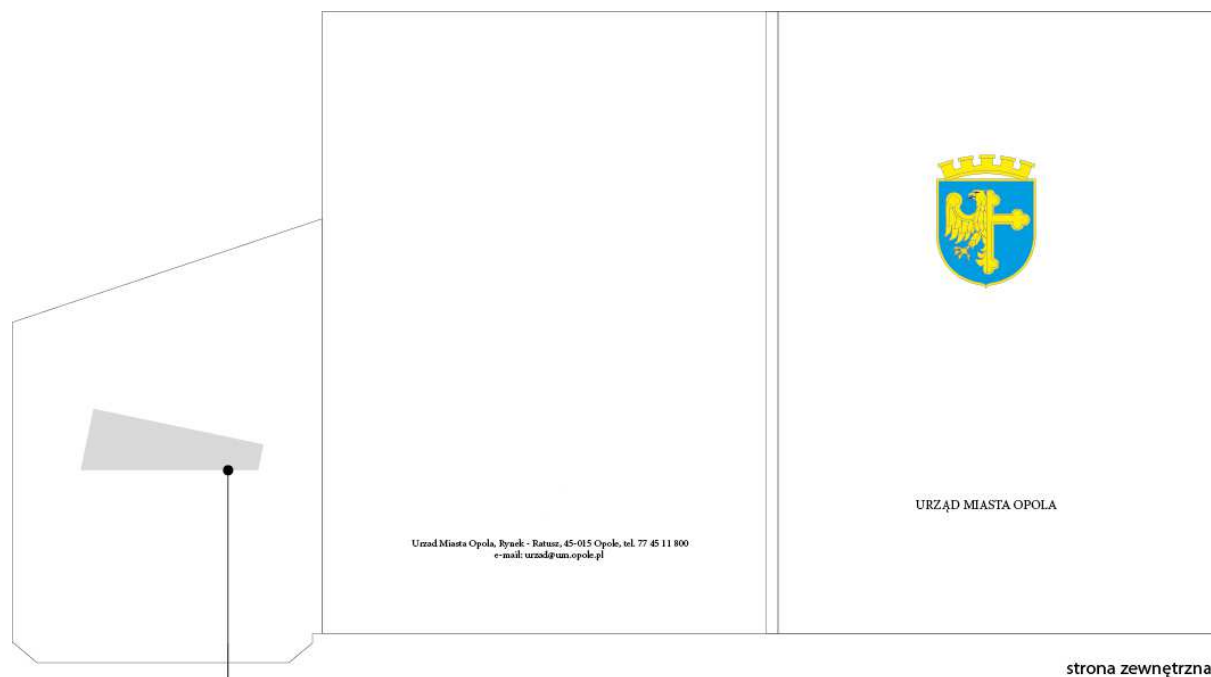 URZĄD MIASTA OPOLA
Urzad Miasta Opola, Rynek - Ratusz, 45-015 Opole, tel. 77 45 11 800
e-mail: urzad@um.opole.pl
strona zewnętrzna